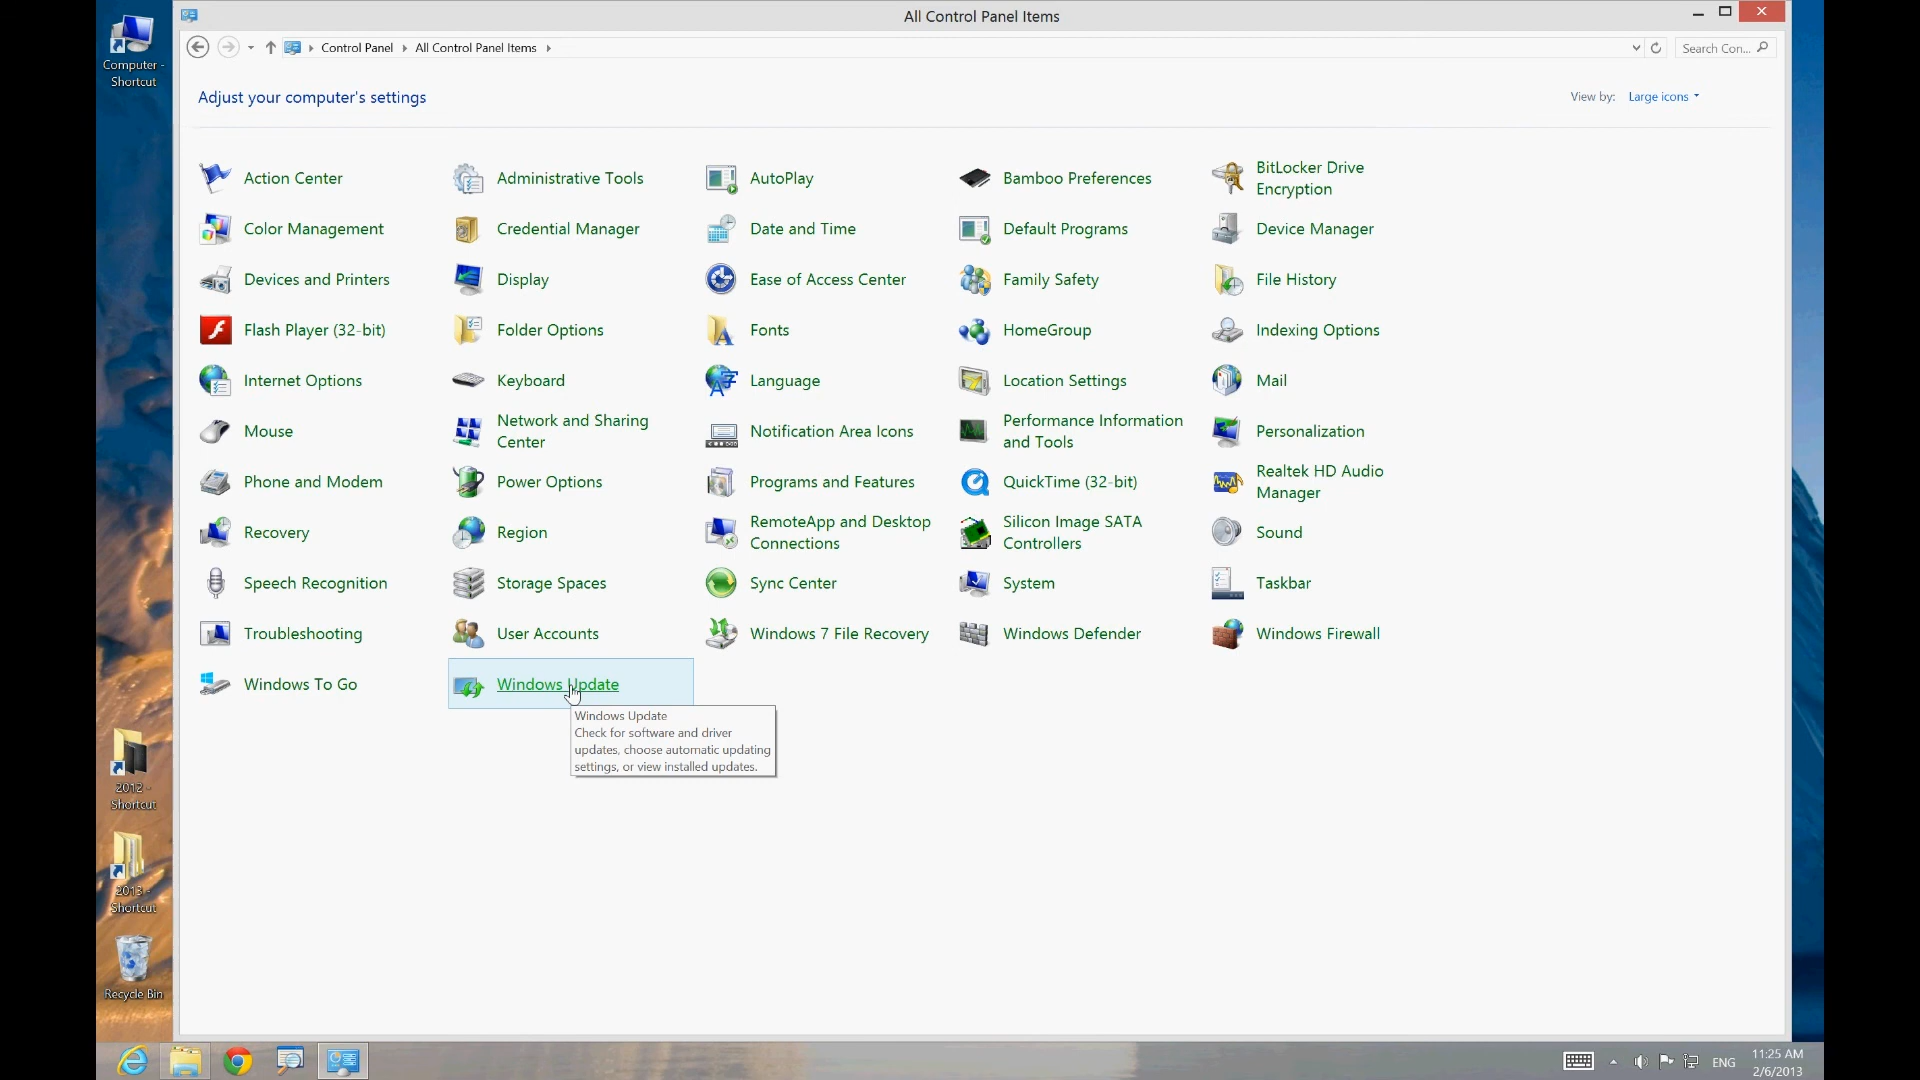 All Control Panel Items
Control Panel
All Control Panel Items
Search Con...
Adjust your computer's settings
View by:
Large icons
Action Center
Administrative Tools
AutoPlay
Bamboo Preferences
BitLocker Drive
Encryption
Color Management
Credential Manager
Date and Time
Default Programs
Device Manager
Devices and Printers
Display
Ease of Access Center
Family Safety
File History
Flash Player (32-bit)
Folder Options
Fonts
HomeGroup
Indexing Options
Internet Options
Keyboard
Language
Location Settings
Mail
Mouse
Network and Sharing
Center
Notification Area Icons
Performance Information
and Tools
Personalization
Phone and Modem
Power Options
Programs and Features
QuickTime (32-bit)
Realtek HD Audio
Manager
Recovery
Region
RemoteApp and Desktop
Connections
Silicon Image SATA
Controllers
Sound
Speech Recognition
Storage Spaces
Sync Center
System
Taskbar
Troubleshooting
User Accounts
Windows 7 File Recovery
Windows Defender
Windows Firewall
Windows To Go
Windows Update
Windows Update
Check for software and driver
updates, choose automatic updating
settings, or view installed updates.
Computer -
Shortcut
2012 -
Shortcut
2013 -
Shortcut
Recycle Bin
ENG
11:25 AM
2/6/2013